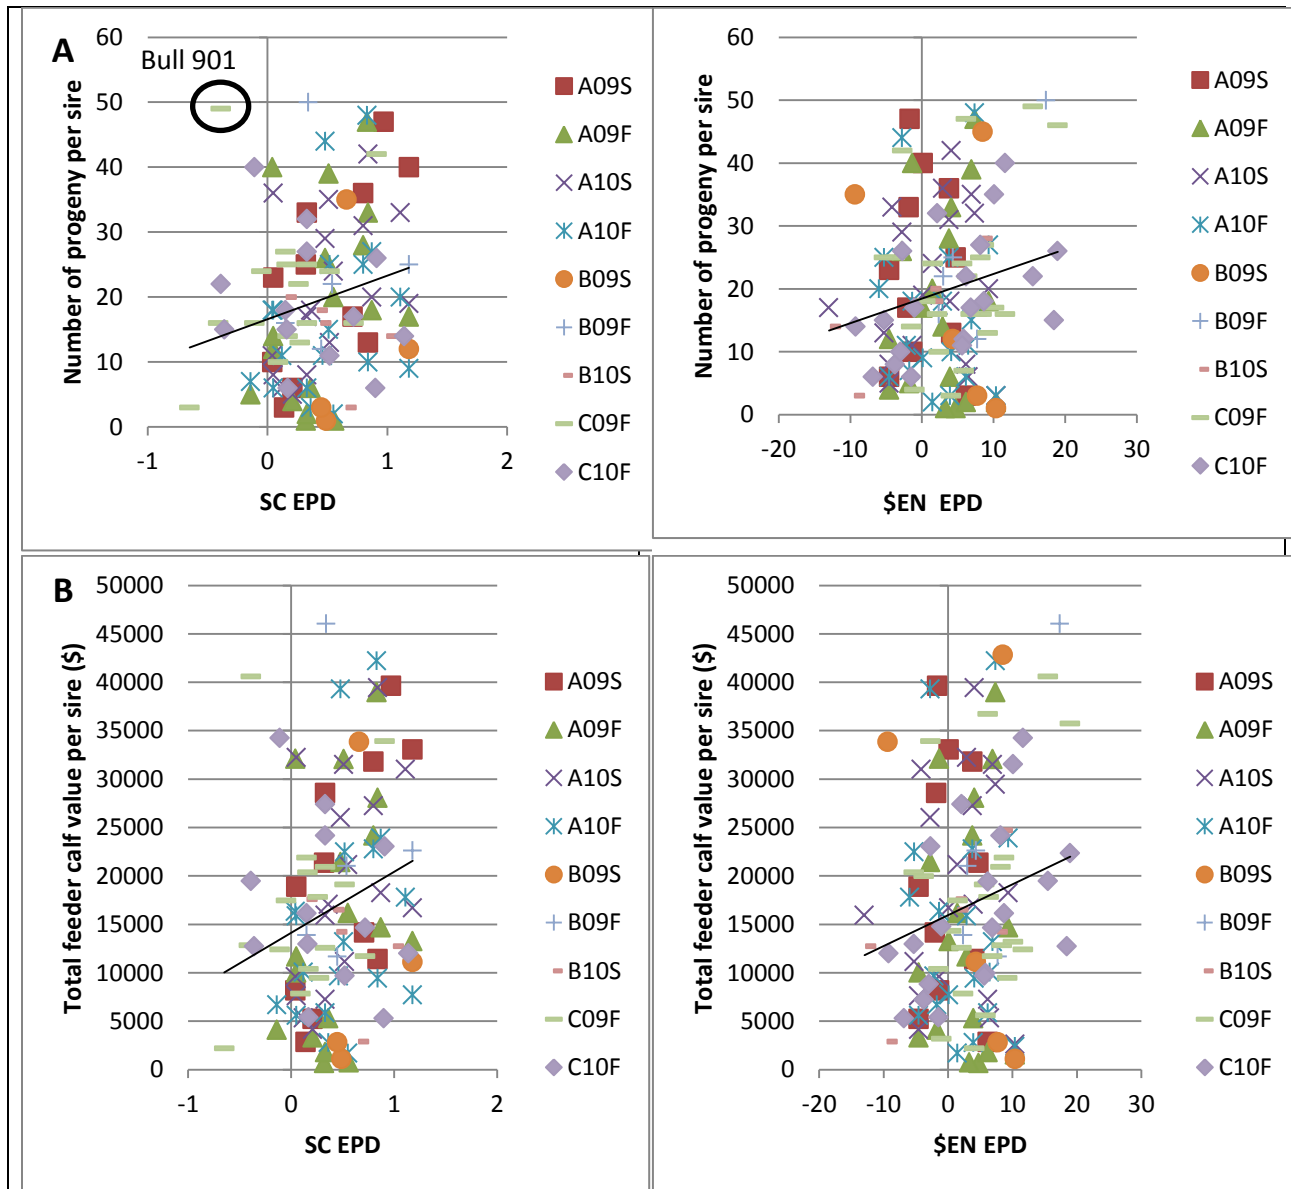 A
Bull 901
Number of progeny per sire
60
50
40
30
20
10
0
-1
0
1
2
SC EPD
A09S
A09F
A10S
A10F
B09S
B09F
B10S
C09F
C10F
Number of progeny per sire
60
50
40
30
20
10
0
-20
-10
0
10
20
30
$EN EPD
A09S
A09F
A10S
A10F
B09S
B09F
B10S
C09F
C10F
B
Total feeder calf value per sire ($)
50000
45000
40000
35000
30000
25000
20000
15000
10000
5000
0
-1
0
1
2
SC EPD
A09S
A09F
A10S
A10F
B09S
B09F
B10S
C09F
C10F
Total feeder calf value per sire ($)
50000
45000
40000
35000
30000
25000
20000
15000
10000
5000
0
-20
-10
0
10
20
30
$EN EPD
A09S
A09F
A10S
A10F
B09S
B09F
B10S
C09F
C10F